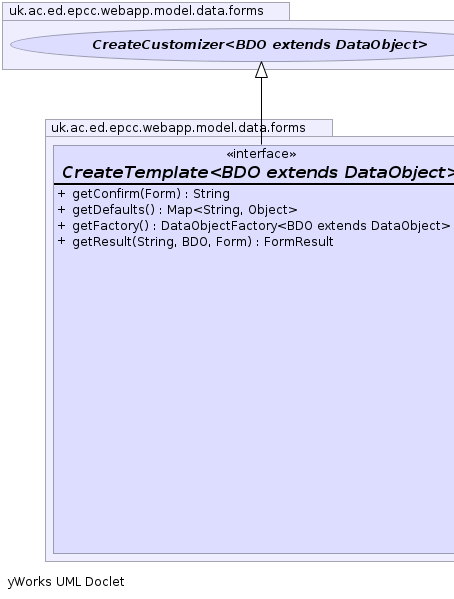 uk.ac.ed.epcc.webapp.model.data.forms
CreateCustomizer<BDO extends DataObject>
uk.ac.ed.epcc.webapp.model.data.forms
«interface»
CreateTemplate<BDO extends DataObject>
+ getConfirm(Form) : String
+ getDefaults() : Map<String, Object>
+ getFactory() : DataObjectFactory<BDO extends DataObject>
+ getResult(String, BDO, Form) : FormResult
yWorks UML Doclet